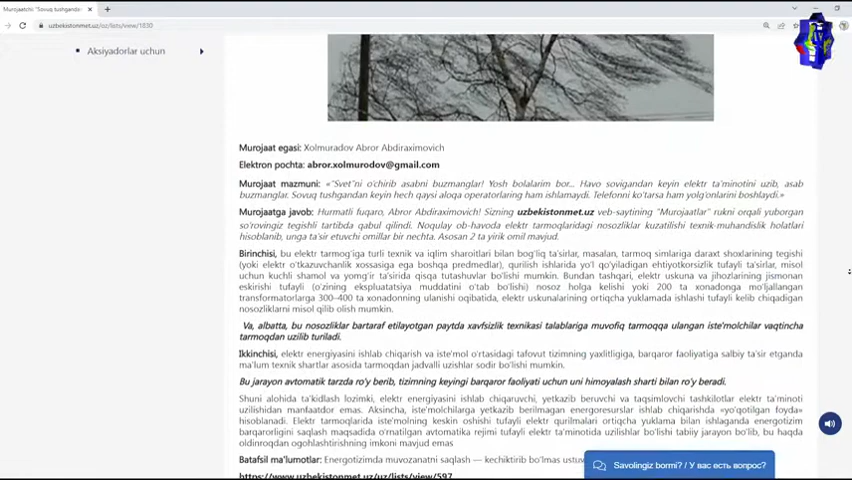 Murojaatchi: "Sovuq tushganda
uzbekistonmet.uz/oz/lists/view/1830
Aksiyadorlar uchun
Murojaat egasi: Xolmuradov Abror Abdiraximovich
Elektron pochta: abror.xolmurodov@gmail.com
Murojaat mazmuni: «"Svet"ni o'chirib asabni buzmanglar! Yosh bolalarim bor... Havo sovigandan keyin elektr ta'minotini uzib, asab
buzmanglar. Sovuq tushgandan keyin hech qaysi aloqa operatorlaring ham ishlamaydi. Telefonni ko'tarsa ham yolg'onlarini boshlaydi.»
Murojaatga javob: Hurmatli fuqaro, Abror Abdiraximovich! Sizning uzbekistonmet.uz veb-saytining "Murojaatlar" rukni orqali yuborgan
so'rovingiz tegishli tartibda qabul qilindi. Noqulay ob-havoda elektr tarmoqlaridagi nosozliklar kuzatilishi texnik-muhandislik holatlari
hisoblanib, unga ta'sir etuvchi omillar bir nechta. Asosan 2 ta yirik omil mavjud.
Birinchisi, bu elektr tarmog'iga turli texnik va iqlim sharoitlari bilan bog'liq ta'sirlar, masalan, tarmoq simlariga daraxt shoxlarining tegishi
(yoki elektr o'tkazuvchanlik xossasiga ega boshqa predmedlar), qurilish ishlarida yo'l qo'yiladigan ehtiyotkorsizlik tufayli ta'sirlar, misol
uchun kuchli shamol va yomg'ir ta'sirida qisqa tutashuvlar bo'lishi mumkin. Bundan tashqari, elektr uskuna va jihozlarining jismonan
eskirishi tufayli (o'zining ekspluatatsiya muddatini o'tab bo'lishi) nosoz holga kelishi yoki 200 ta xonadonga mo'ljallangan
transformatorlarga 300-400 ta xonadonning ulanishi oqibatida, elektr uskunalarining ortiqcha yuklamada ishlashi tufayli kelib chiqadigan
nosozliklarni misol qilib olish mumkin.
Va, albatta, bu nosozliklar bartaraf etilayotgan paytda xavfsizlik texnikasi talablariga muvofiq tarmoqqa ulangan iste'molchilar vaqtincha
tarmoqdan uzilib turiladi.
Ikkinchisi, elektr energiyasini ishlab chiqarish va iste'mol o'rtasidagi tafovut tizimning yaxlitligiga, barqaror faoliyatiga salbiy ta'sir etganda
ma'lum texnik shartlar asosida tarmoqdan jadvalli uzilishlar sodir bo'lishi mumkin.
Bu jarayon avtomatik tarzda ro'y berib, tizimning keyingi barqaror faoliyati uchun uni himoyalash sharti bilan ro'y beradi.
Shuni alohida ta'kidlash lozimki, elektr energiyasini ishlab chiqaruvchi, yetkazib beruvchi va taqsimlovchi tashkilotlar elektr ta'minoti
uzilishidan manfaatdor emas. Aksincha, iste'molchilarga yetkazib berilmagan energoresurslar ishlab chiqarishda «yo'qotilgan foyda»
hisoblanadi. Elektr tarmoqlarida iste'molning keskin oshishi tufayli elektr qurilmalari ortiqcha yuklama bilan ishlaganda energotizim
barqarorligini saqlash maqsadida o'rnatilgan avtomatika rejimi tufayli elektr ta'minotida uzilishlar bo'lishi tabiiy jarayon bo'lib, bu haqda
oldinroqdan ogohlashtirishning imkoni mavjud emas
Batafsil ma'lumotlar: Energotizimda muvozanatni saqlash — kechiktirib bo'lmas
https://www.uzbekistonmet.uz/uz/lists/view/597
Savolingiz bormi? / У вас есть вопрос?